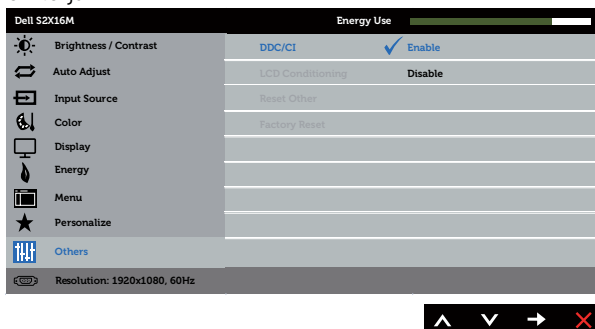 Dell S2X16M Energy Use
Brightness / Contrast DDC/CI Enable
Auto Adjust LCD Conditioning Disable
Input Source Reset Other
Color Factory Reset
Display
Energy
Menu
Personalize
Others
Resolution: 1920x1080, 60Hz